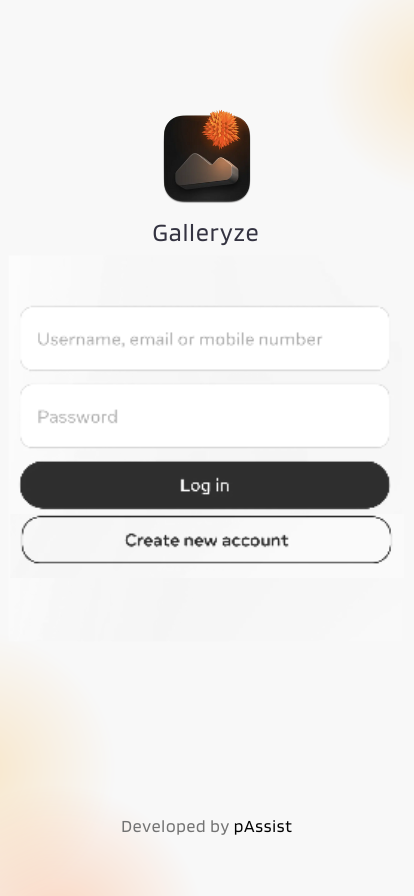 Galleryze
Username, email or mobile number
Password
Log in
Create new account
Developed by pAssist